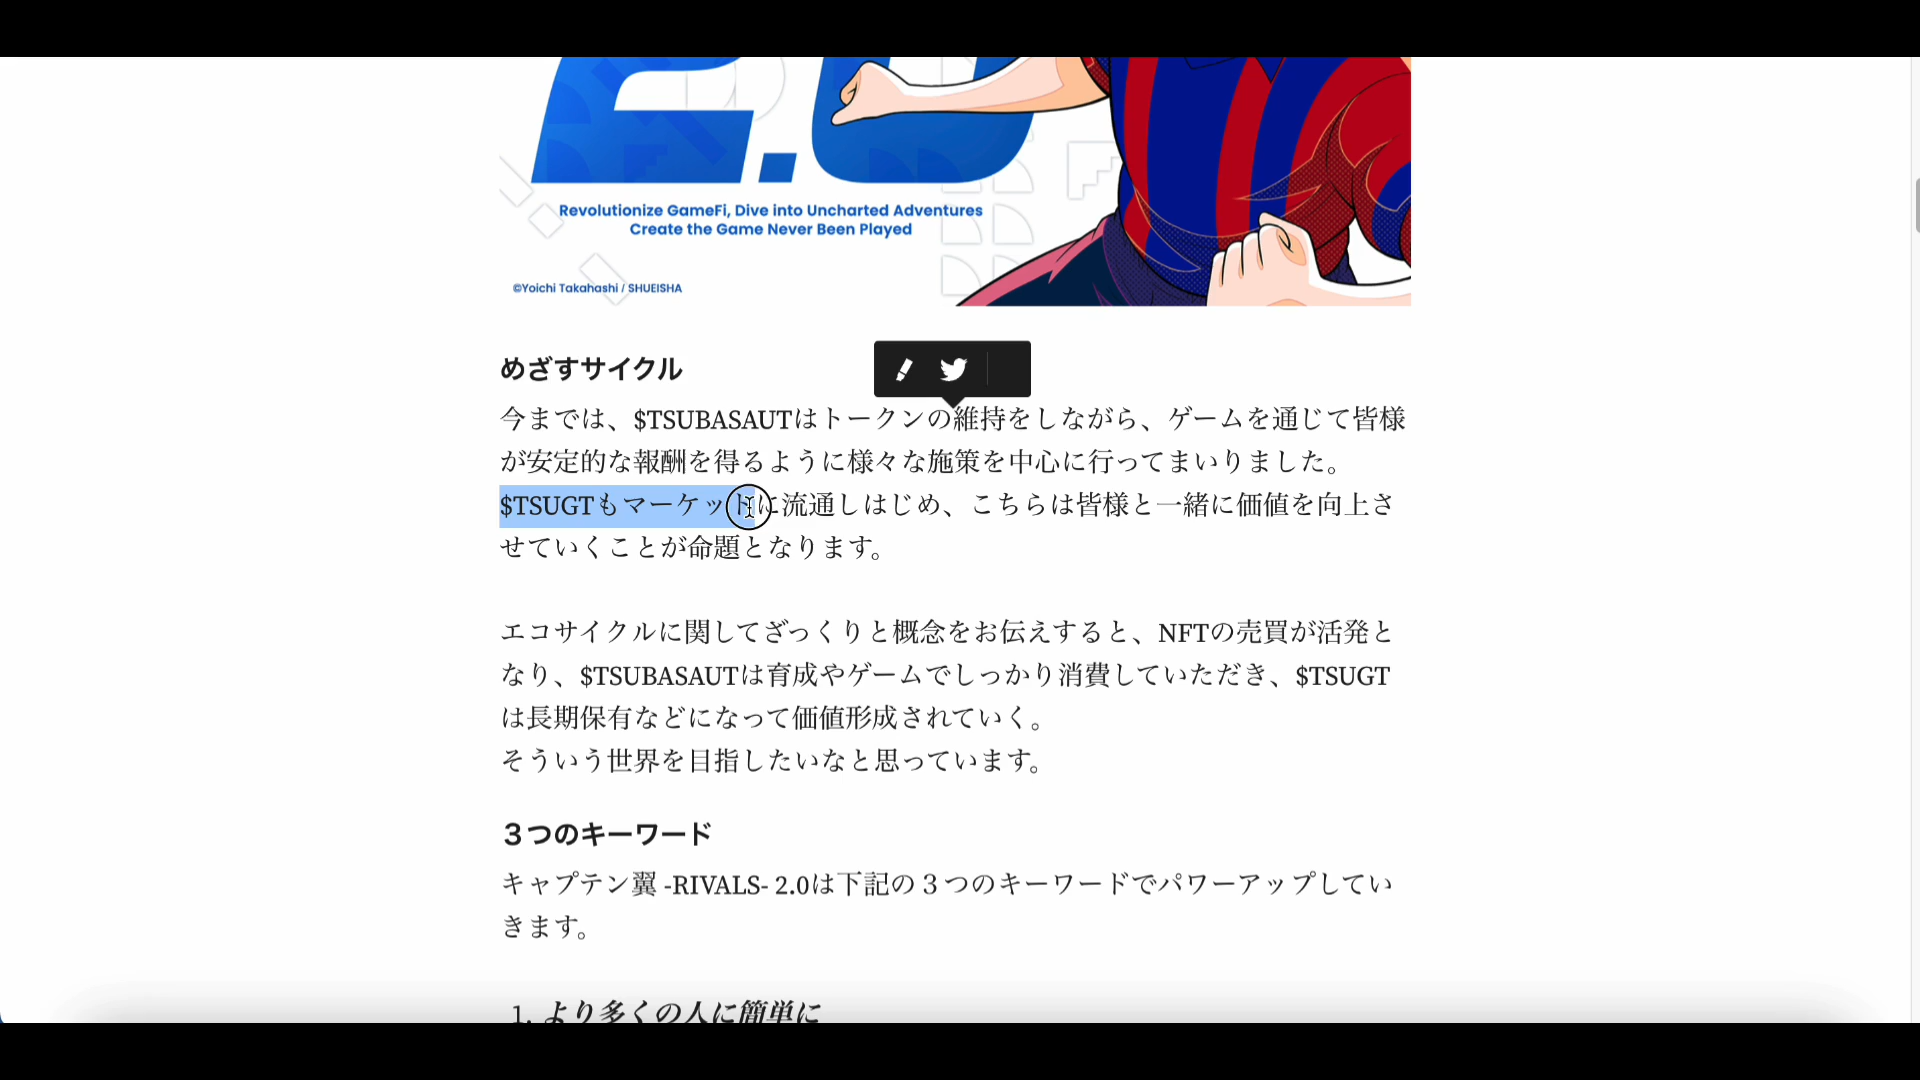 2.0
Revolutionize GameFi, Dive into Uncharted Adventures
Create the Game Never Been Played
©Yoichi Takahashi / SHUEISHA
めざすサイクル
今までは、$TSUBASAUTはトークンの維持をしながら、ゲームを通じて皆様
が安定的な報酬を得るように様々な施策を中心に行ってまいりました。
$TSUGTもマーケットに流通しはじめ、こちらは皆様と一緒に価値を向上さ
せていくことが命題となります。
エコサイクルに関してざっくりと概念をお伝えすると、NFTの売買が活発と
なり、$TSUBASAUTは育成やゲームでしっかり消費していただき、$TSUGT
は長期保有などになって価値形成されていく。
そういう世界を目指したいなと思っています。
３つのキーワード
キャプテン翼 -RIVALS- 2.0は下記の３つのキーワードでパワーアップしてい
きます。
1. より多くの人に簡単に